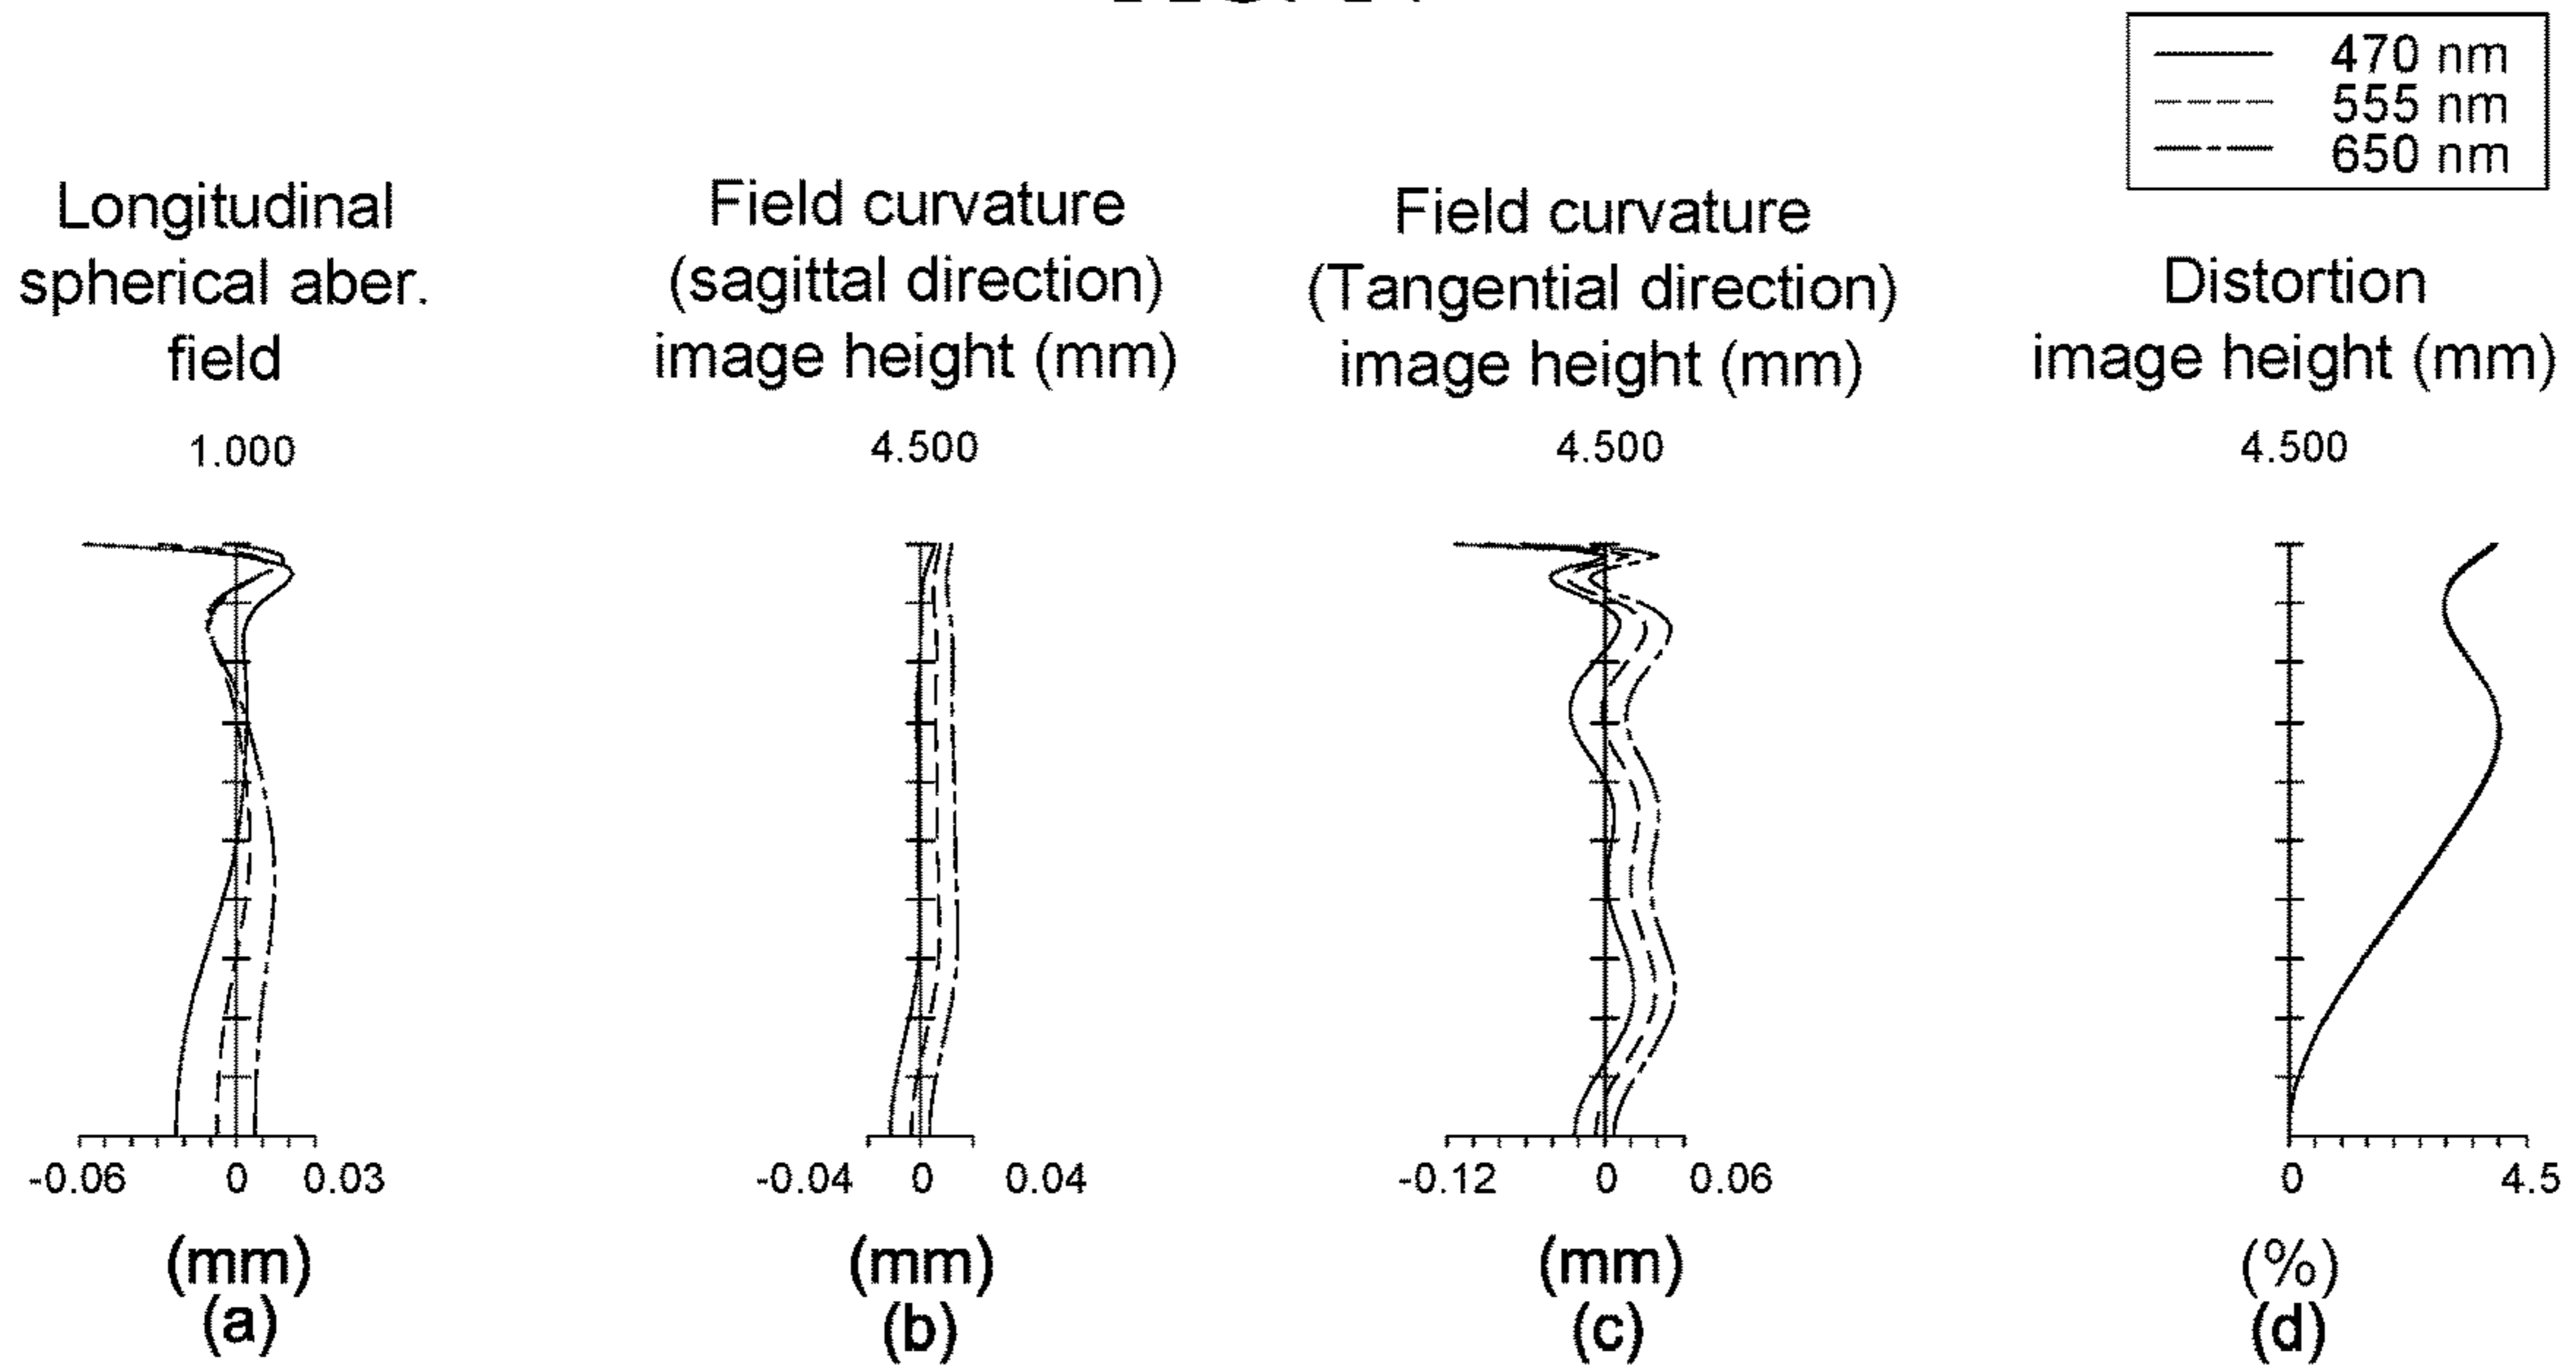 470 nm
555 nm
650 nm
Longitudinal
spherical aber.
field
1.000
-0.06 0 0.03
(mm)
(a)
Field curvature
(sagittal direction)
image height (mm)
4.500
-0.04 0 0.04
(mm)
(b)
Field curvature
(Tangential direction)
image height (mm)
4.500
-0.12 0 0.06
(mm)
(c)
Distortion
image height (mm)
4.500
0 4.5
(%)
(d)